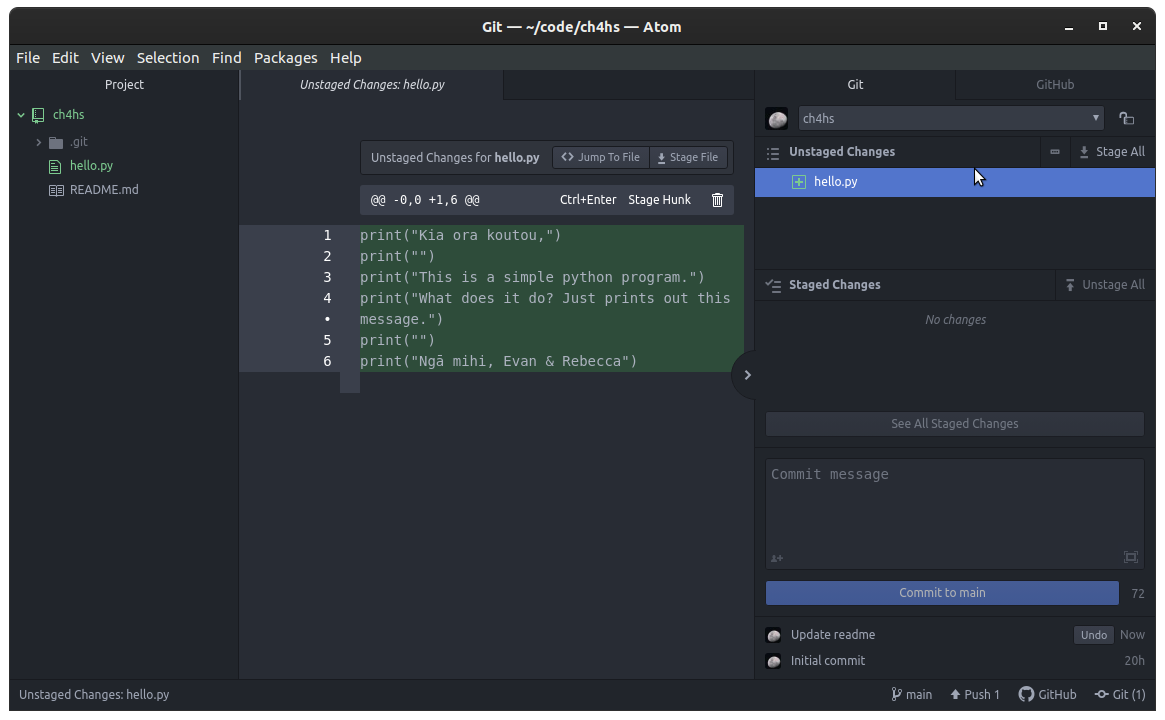 Git — ~/code/ch4hs — Atom
File Edit View Selection Find Packages Help
Project
ch4hs
.git
hello.py
README.md
Unstaged Changes: hello.py
Unstaged Changes for hello.py Jump To File Stage File
@@ -0,0 +1,6 @@ Ctrl+Enter Stage Hunk
1 print("Kia ora koutou,")
2 print("")
3 print("This is a simple python program.")
4 print("What does it do? Just prints out this
• message.")
5 print("")
6 print("Ngā mihi, Evan & Rebecca")
Git GitHub
ch4hs
Unstaged Changes Stage All
hello.py
Staged Changes Unstage All
No changes
See All Staged Changes
Commit message
Commit to main 72
Update readme Undo Now
Initial commit 20h
Unstaged Changes: hello.py main Push 1 GitHub Git (1)